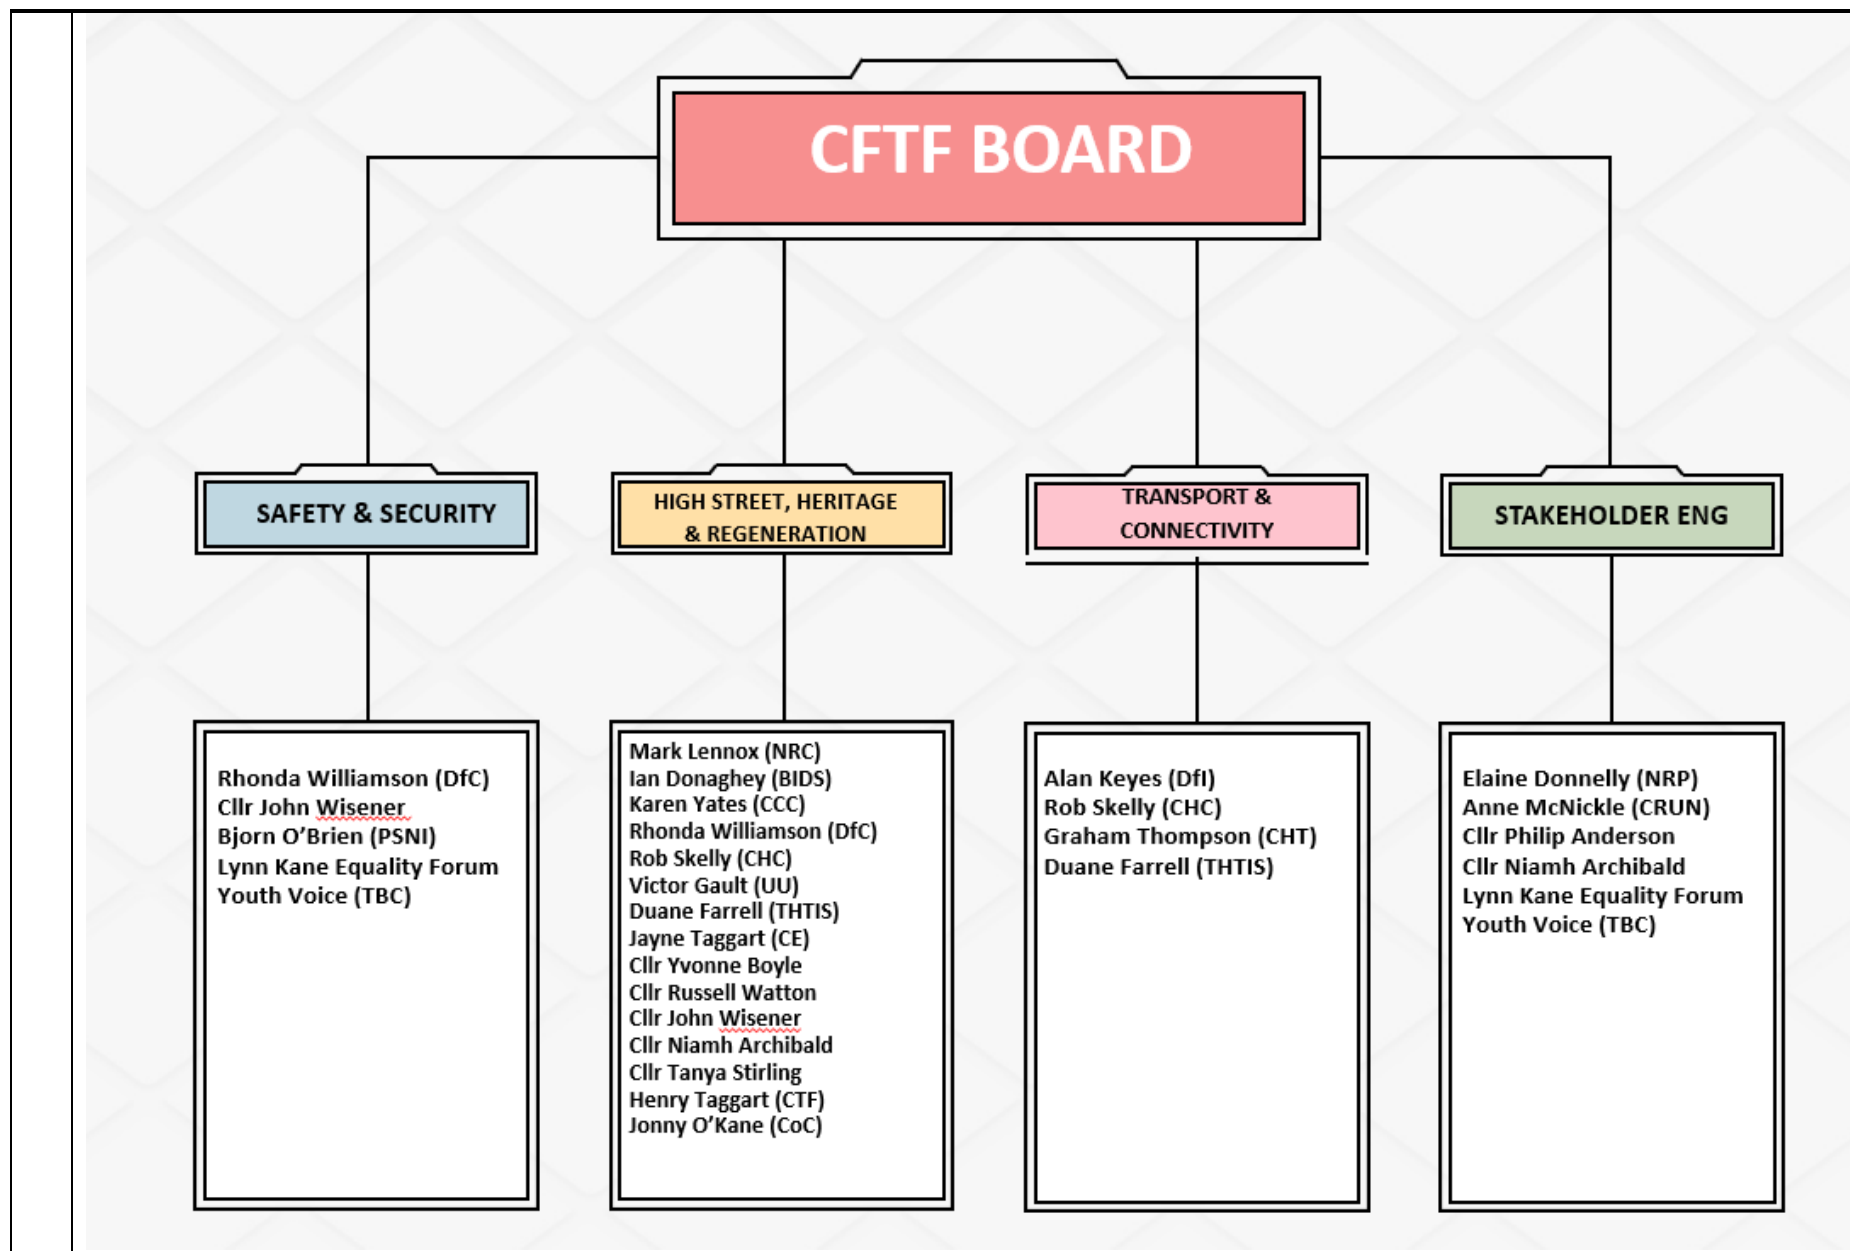 CFTF BOARD
SAFETY & SECURITY
HIGH STREET, HERITAGE
& REGENERATION
TRANSPORT &
CONNECTIVITY
STAKEHOLDER ENG
Rhonda Williamson (DfC)
Cllr John Wisener
Bjorn O’Brien (PSNI)
Lynn Kane Equality Forum
Youth Voice (TBC)
Mark Lennox (NRC)
Ian Donaghey (BIDS)
Karen Yates (CCC)
Rhonda Williamson (DfC)
Rob Skelly (CHC)
Victor Gault (UU)
Duane Farrell (THTIS)
Jayne Taggart (CE)
Cllr Yvonne Boyle
Cllr Russell Watton
Cllr John Wisener
Cllr Niamh Archibald
Cllr Tanya Stirling
Henry Taggart (CTF)
Jonny O’Kane (CoC)
Alan Keyes (DfI)
Rob Skelly (CHC)
Graham Thompson (CHT)
Duane Farrell (THTIS)
Elaine Donnelly (NRP)
Anne McNickle (CRUN)
Cllr Philip Anderson
Cllr Niamh Archibald
Lynn Kane Equality Forum
Youth Voice (TBC)